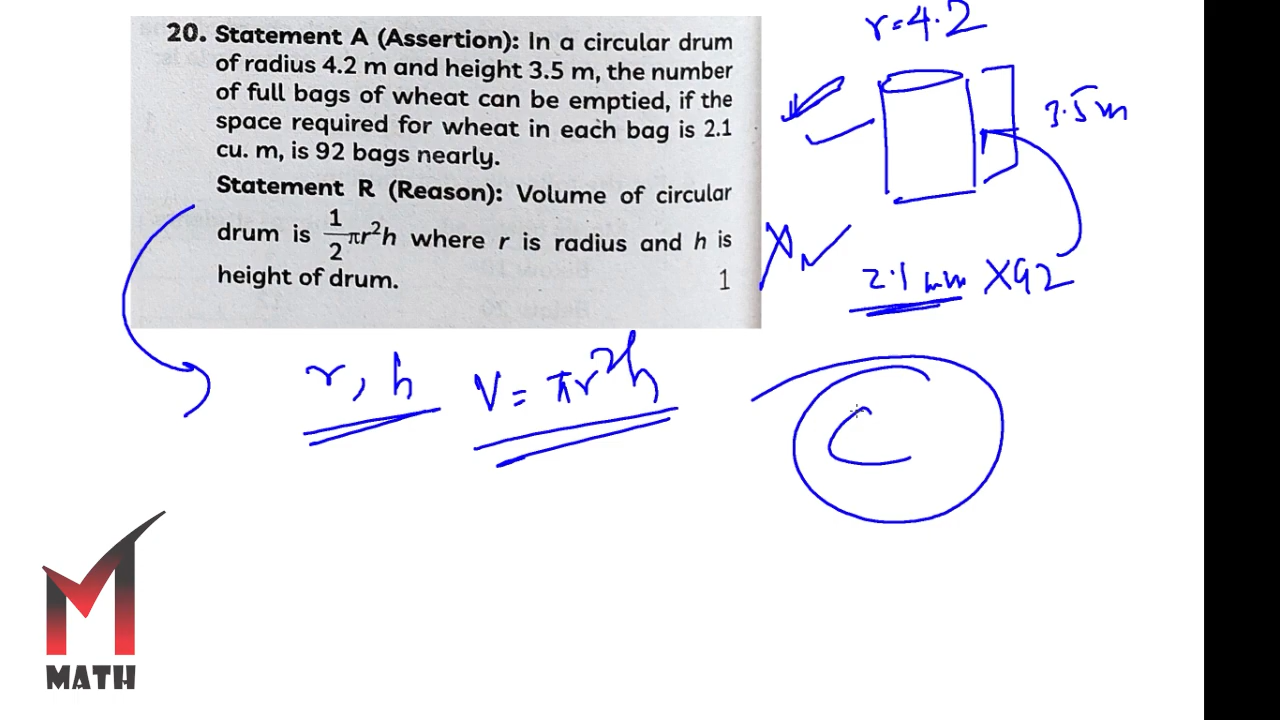 20. Statement A (Assertion): In a circular drum
of radius 4.2 m and height 3.5 m, the number
of full bags of wheat can be emptied, if the
space required for wheat in each bag is 2.1
cu. m, is 92 bags nearly.
Statement R (Reason): Volume of circular
drum is 1/2 πr²h where r is radius and h is
height of drum. 1
r=4.2
3.5m
X92
r, h V= πr²h
C
MATH